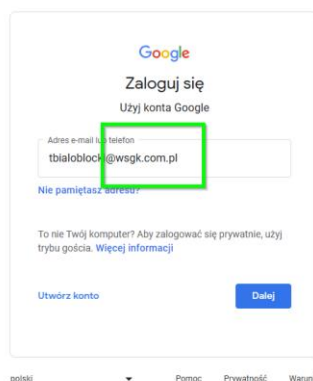 Google
Zaloguj się
Użyj konta Google
Adres e-mail lub telefon
tbialoblocki@wsgk.com.pl
Nie pamiętasz adresu?
To nie Twój komputer? Aby zalogować się prywatnie, użyj
trybu gościa. Więcej informacji
Utwórz konto
Dalej
polski
Pomoc Prywatność